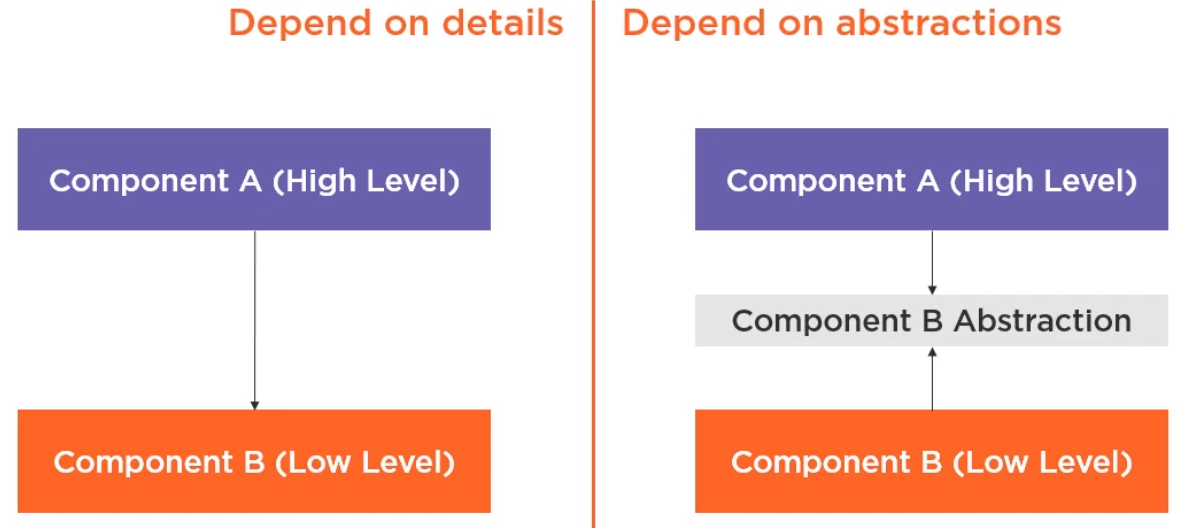 Depend on details
Component A (High Level)
Component B (Low Level)
Depend on abstractions
Component A (High Level)
Component B Abstraction
Component B (Low Level)